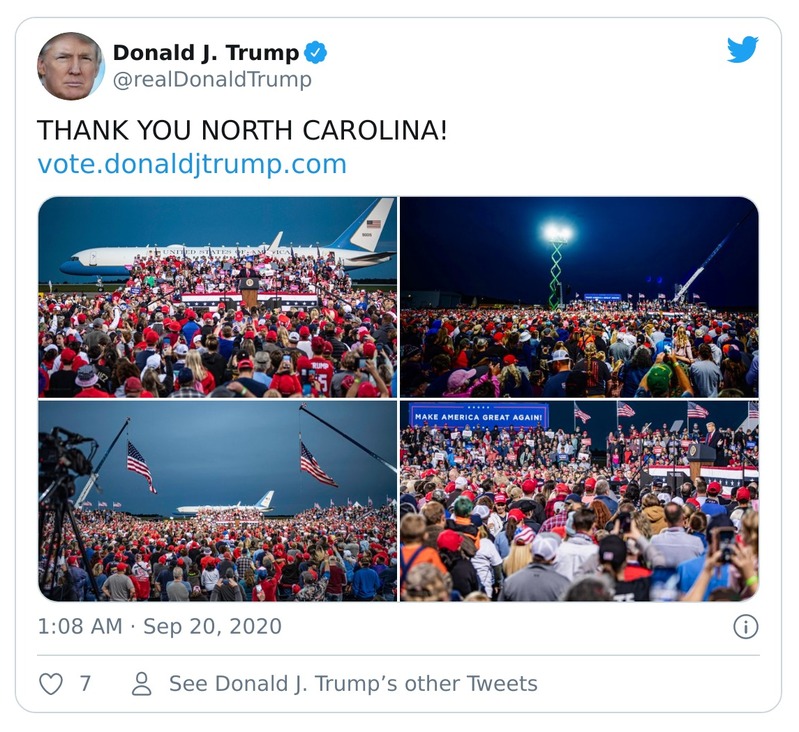 Donald J. Trump
@realDonaldTrump
THANK YOU NORTH CAROLINA!
vote.donaldjtrump.com
UNITED STATES OF AMERICA
TRUMP
MAKE AMERICA GREAT AGAIN!
1:08 AM · Sep 20, 2020
7
See Donald J. Trump’s other Tweets